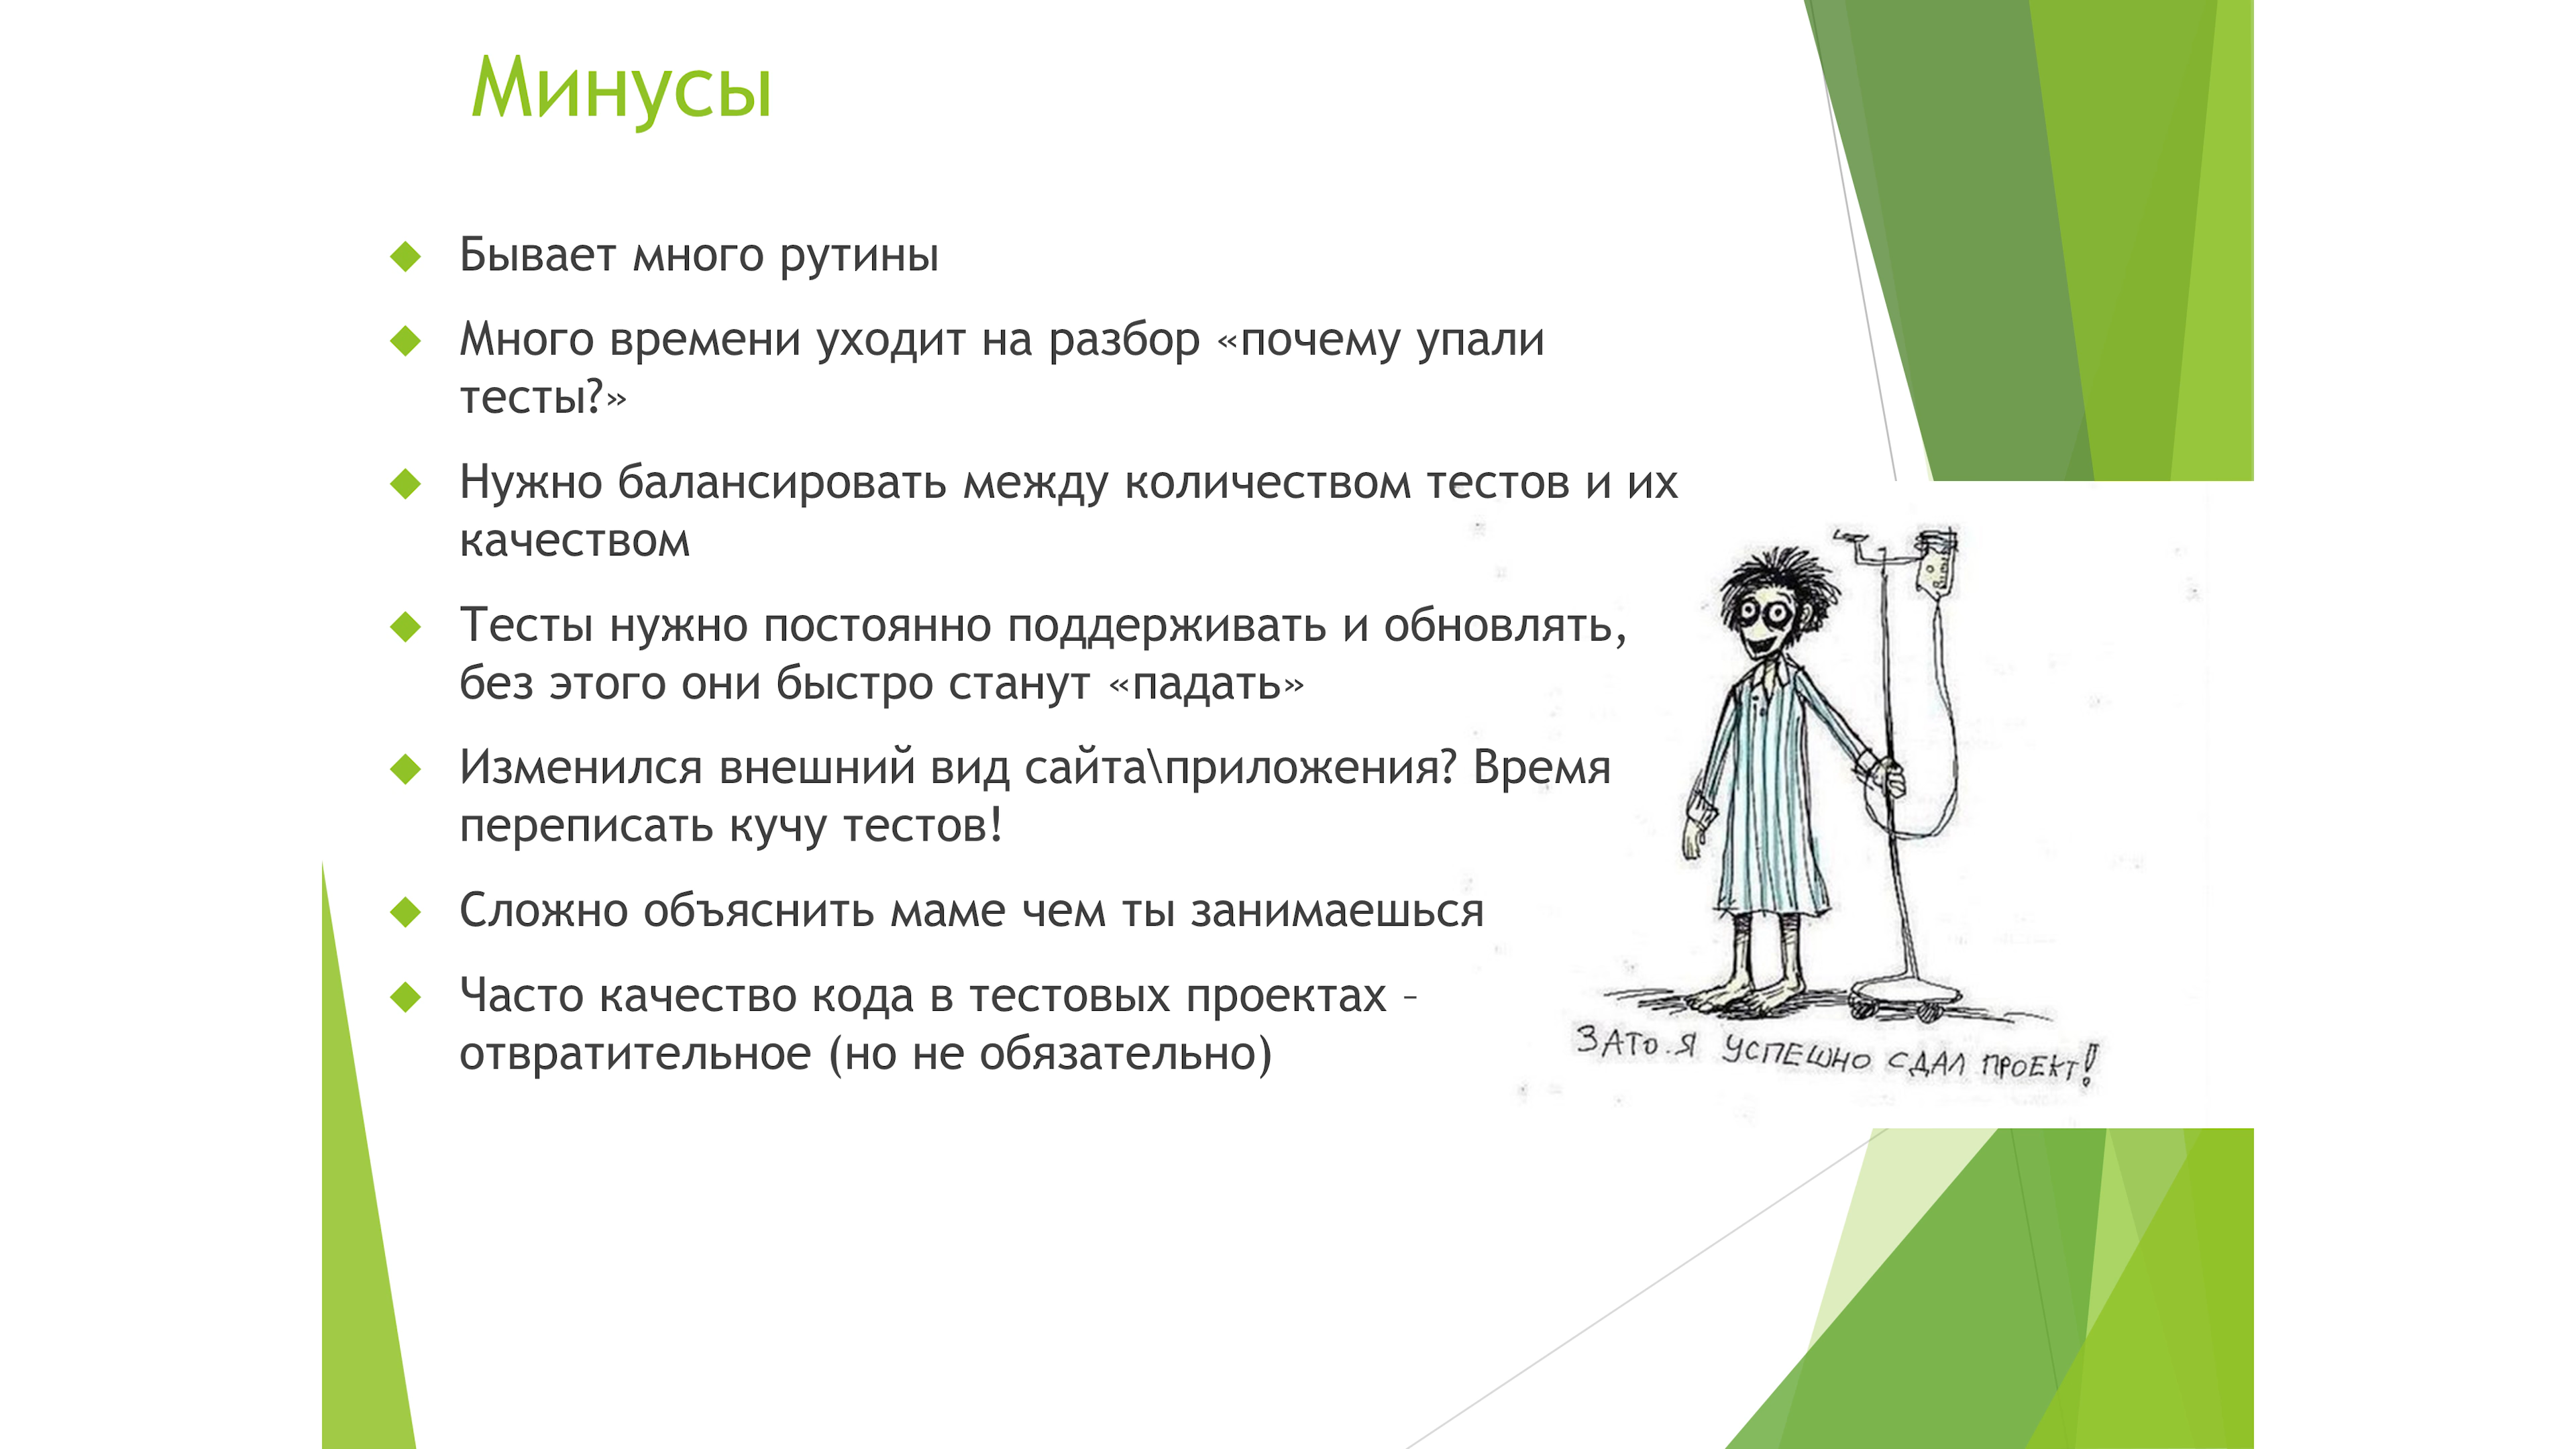 Минусы
Бывает много рутины
Много времени уходит на разбор «почему упали
тесты?»
Нужно балансировать между количеством тестов и их
качеством
Тесты нужно постоянно поддерживать и обновлять,
без этого они быстро станут «падать»
Изменился внешний вид сайта\приложения? Время
переписать кучу тестов!
Сложно объяснить маме чем ты занимаешься
Часто качество кода в тестовых проектах –
отвратительное (но не обязательно)
ЗАТО.Я УСПЕШНО СДАЛ ПРОЕКТ!